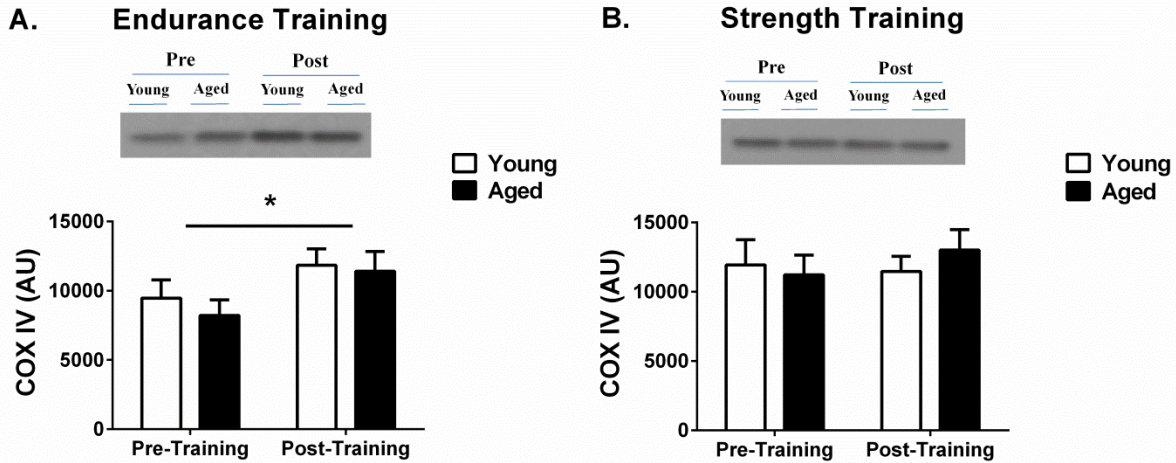 A. Endurance Training
Pre Post
Young Aged Young Aged
Young
Aged
*
15000
10000
5000
0
COX IV (AU)
Pre-Training Post-Training
B. Strength Training
Pre Post
Young Aged Young Aged
Young
Aged
15000
10000
5000
0
COX IV (AU)
Pre-Training Post-Training